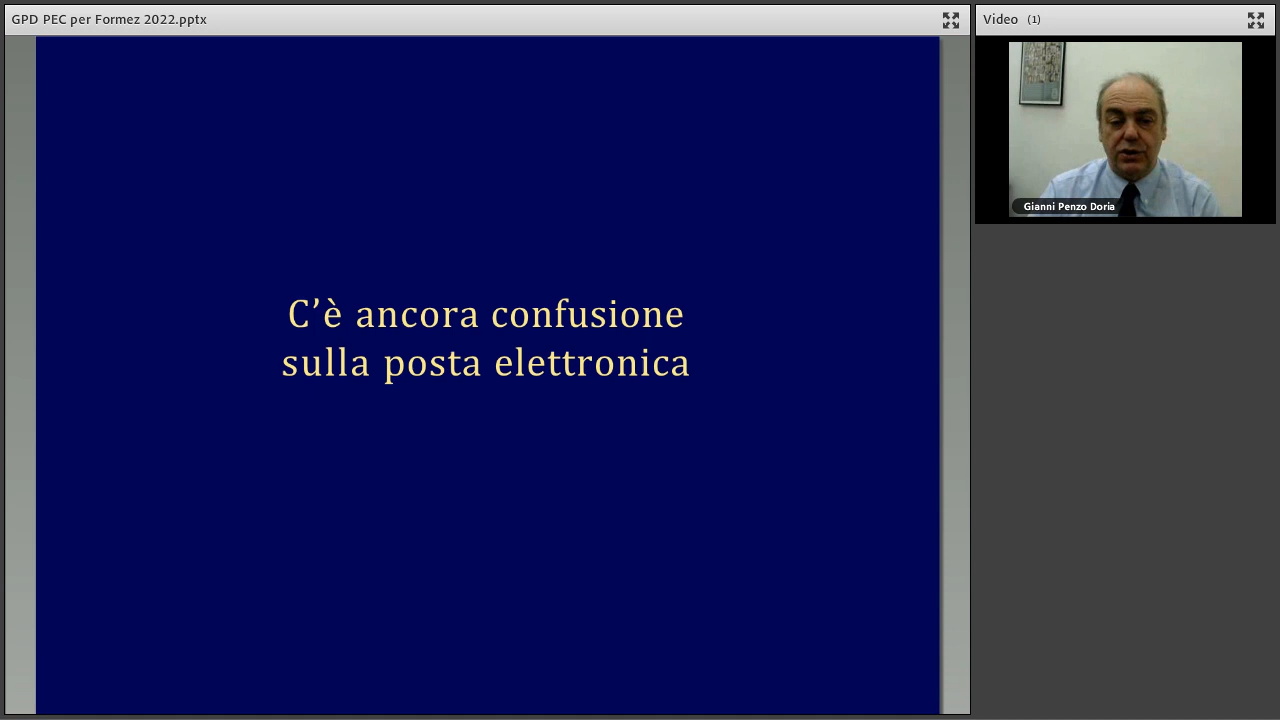 GPD PEC per Formez 2022.pptx
Video (1)
Gianni Penzo Doria
C’è ancora confusione
sulla posta elettronica